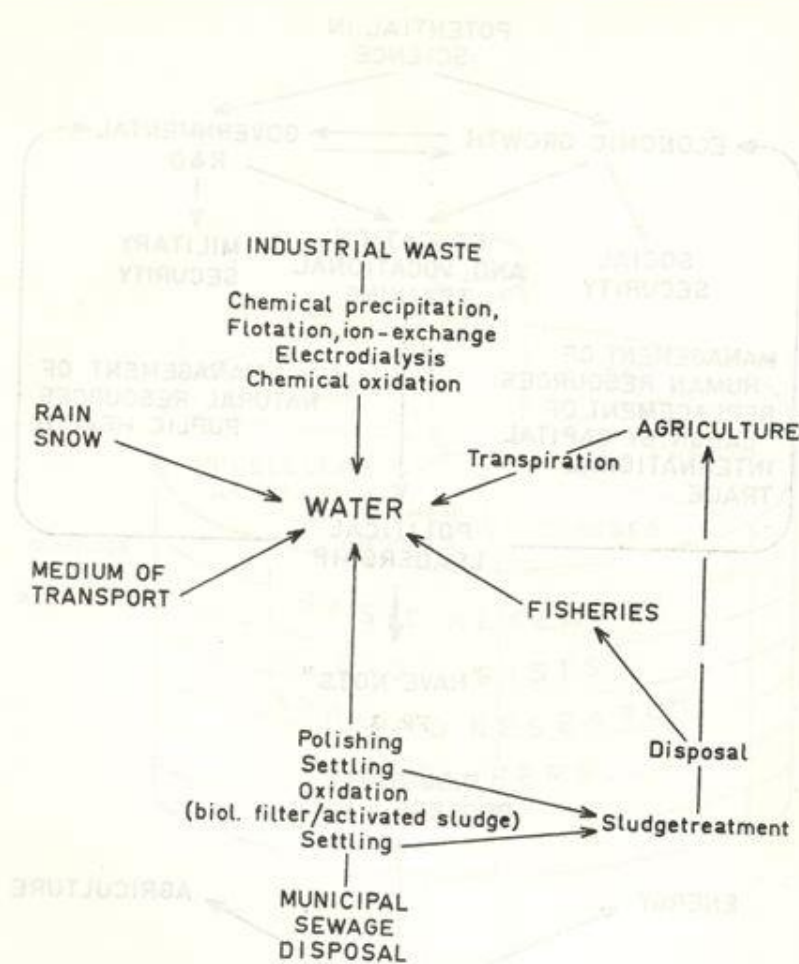 INDUSTRIAL WASTE
Chemical precipitation,
Flotation, ion-exchange
Electrodialysis
Chemical oxidation
RAIN
SNOW
AGRICULTURE
Transpiration
WATER
MEDIUM OF
TRANSPORT
FISHERIES
Polishing
Settling
Oxidation
(biol. filter/activated sludge)
Settling
Disposal
Sludgetreatment
MUNICIPAL
SEWAGE
DISPOSAL